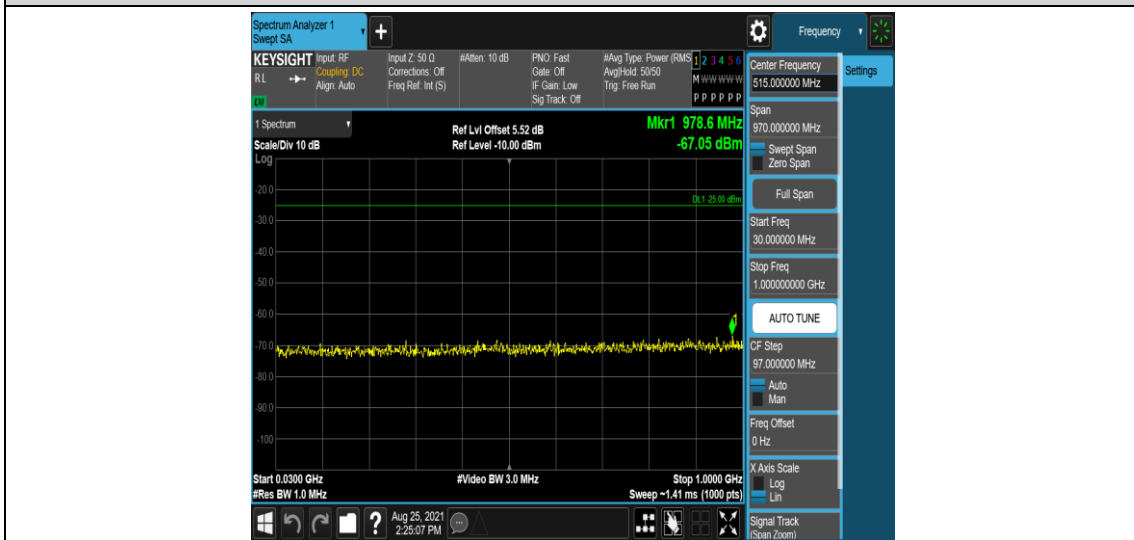 Spectrum Analyzer 1
Swept SA
+
Frequency
KEYSIGHT
RL
Input: RF
Coupling: DC
Align: Auto
Input Z: 50 Ω
Corrections: Off
Freq Ref: Int (S)
#Atten: 10 dB
PNO: Fast
Gate: Off
IF Gain: Low
Sig Track: Off
#Avg Type: Power (RMS
Avg|Hold: 50/50
Trig: Free Run
1 2 3 4 5 6
M W W W W W
P P P P P P
1 Spectrum
Scale/Div 10 dB
Log
Ref Lvl Offset 5.52 dB
Ref Level -10.00 dBm
Mkr1 978.6 MHz
-67.05 dBm
DL1 -25.00 dBm
-20.0
-30.0
-40.0
-50.0
-60.0
-70.0
-80.0
-90.0
-100
1
Start 0.0300 GHz
#Res BW 1.0 MHz
#Video BW 3.0 MHz
Stop 1.0000 GHz
Sweep ~1.41 ms (1000 pts)
Center Frequency
515.000000 MHz
Settings
Span
970.000000 MHz
Swept Span
Zero Span
Full Span
Start Freq
30.000000 MHz
Stop Freq
1.000000000 GHz
AUTO TUNE
CF Step
97.000000 MHz
Auto
Man
Freq Offset
0 Hz
X Axis Scale
Log
Lin
Signal Track
(Span Zoom)
?
Aug 25, 2021
2:25:07 PM